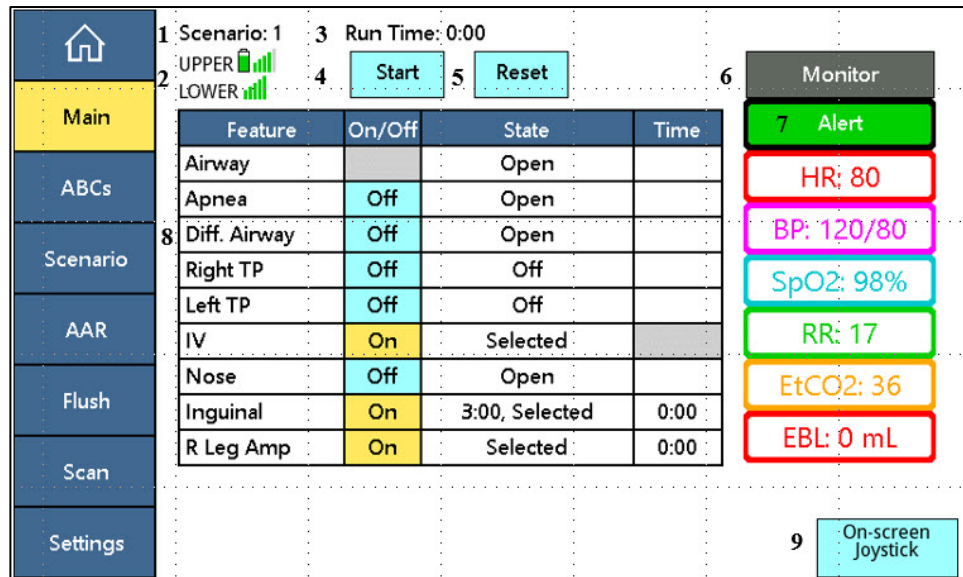 1 Scenario: 1 3 Run Time: 0:00
2 UPPER
LOWER
4 Start 5 Reset
6 Monitor
Main
ABCs
Scenario
AAR
Flush
Scan
Settings
8
Feature On/Off State Time
Airway Open
Apnea Off Open
Diff. Airway Off Open
Right TP Off Off
Left TP Off Off
IV On Selected
Nose Off Open
Inguinal On 3:00, Selected 0:00
R Leg Amp On Selected 0:00
7 Alert
HR: 80
BP: 120/80
SpO2: 98%
RR: 17
EtCO2: 36
EBL: 0 mL
9 On-screen
Joystick